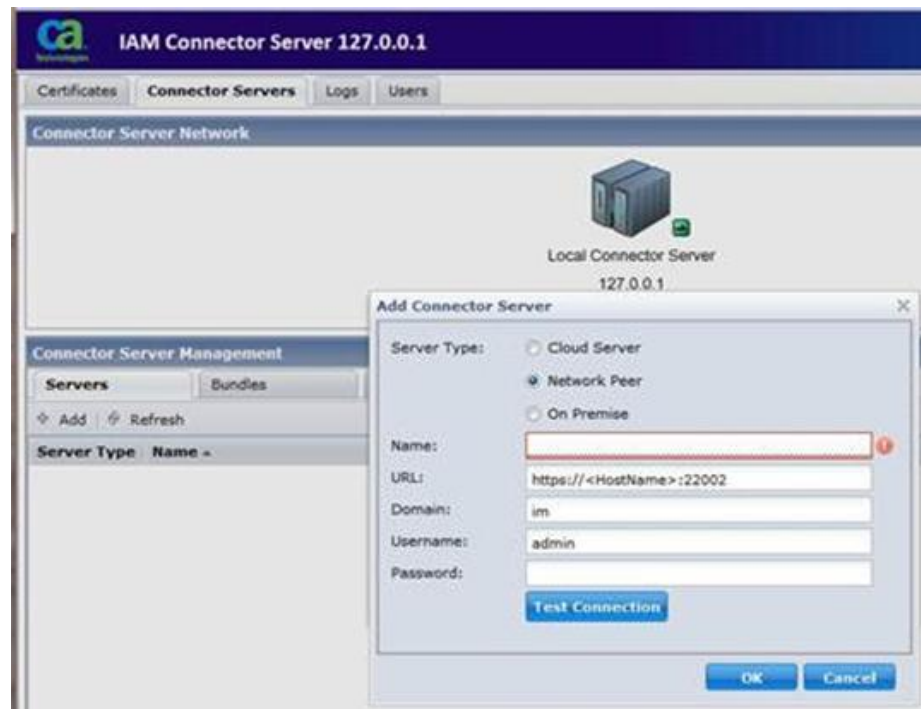 ca
technologies
IAM Connector Server 127.0.0.1
Certificates Connector Servers Logs Users
Connector Server Network
Local Connector Server
127.0.0.1
Add Connector Server
Server Type: Cloud Server
Network Peer
On Premise
Name:
URL: https://<HostName>:22002
Domain: im
Username: admin
Password:
Test Connection
OK Cancel
Connector Server Management
Servers Bundles
Add Refresh
Server Type Name